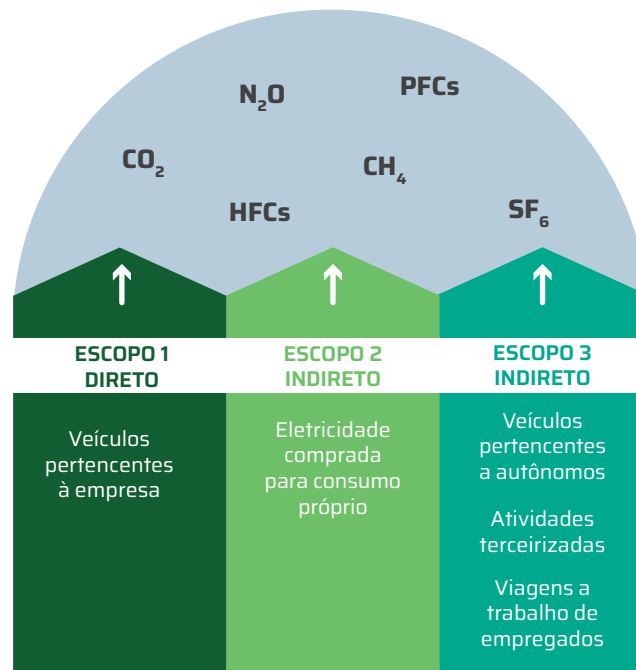 N₂O
PFCs
CO₂
CH₄
HFCs
SF₆
ESCOPO 1
DIRETO
Veículos
pertencentes
à empresa
ESCOPO 2
INDIRETO
Eletricidade
comprada
para consumo
próprio
ESCOPO 3
INDIRETO
Veículos
pertencentes
a autônomos
Atividades
terceirizadas
Viagens a
trabalho de
empregados